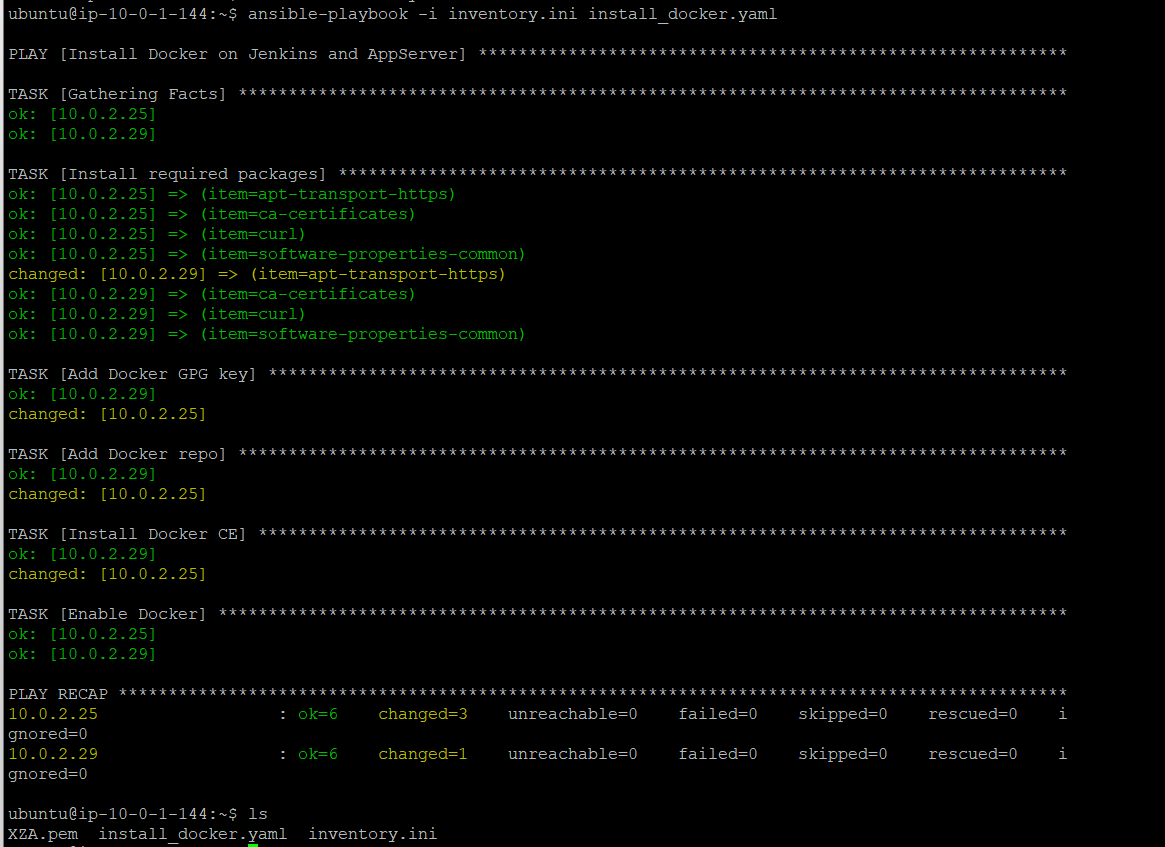 ubuntu@ip-10-0-1-144:~$ ansible-playbook -i inventory.ini install_docker.yaml
PLAY [Install Docker on Jenkins and AppServer] ***********************************************************
TASK [Gathering Facts] ***********************************************************************************
ok: [10.0.2.25]
ok: [10.0.2.29]
TASK [Install required packages] *************************************************************************
ok: [10.0.2.25] => (item=apt-transport-https)
ok: [10.0.2.25] => (item=ca-certificates)
ok: [10.0.2.25] => (item=curl)
ok: [10.0.2.25] => (item=software-properties-common)
changed: [10.0.2.29] => (item=apt-transport-https)
ok: [10.0.2.29] => (item=ca-certificates)
ok: [10.0.2.29] => (item=curl)
ok: [10.0.2.29] => (item=software-properties-common)
TASK [Add Docker GPG key] ********************************************************************************
ok: [10.0.2.29]
changed: [10.0.2.25]
TASK [Add Docker repo] ***********************************************************************************
ok: [10.0.2.29]
changed: [10.0.2.25]
TASK [Install Docker CE] *********************************************************************************
ok: [10.0.2.29]
changed: [10.0.2.25]
TASK [Enable Docker] *************************************************************************************
ok: [10.0.2.25]
ok: [10.0.2.29]
PLAY RECAP ***********************************************************************************************
10.0.2.25                  : ok=6    changed=3    unreachable=0    failed=0    skipped=0    rescued=0    i
gnored=0
10.0.2.29                  : ok=6    changed=1    unreachable=0    failed=0    skipped=0    rescued=0    i
gnored=0
ubuntu@ip-10-0-1-144:~$ ls
XZA.pem  install_docker.yaml  inventory.ini